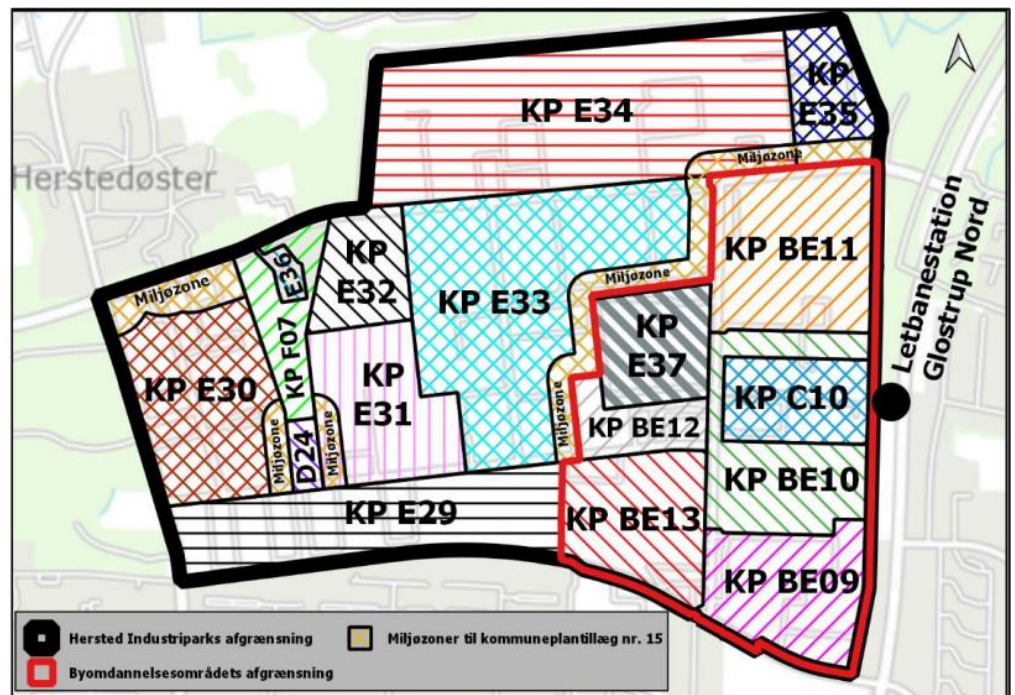 KP
E35
KP E34
Miljøzone
Herstedøster
Letbanestation
Glostrup Nord
KP BE11
Miljøzone
KP
E32
E36
KP E33
Miljøzone
KP
E37
KP F07
KP E30
KP
E31
KP C10
Miljøzone
KP BE12
Miljøzone
D24
Miljøzone
KP BE10
KP E29
KP BE13
KP BE09
Hersted Industriparks afgrænsning
Miljøzoner til kommuneplantillæg nr. 15
Byomdannelsesområdets afgrænsning